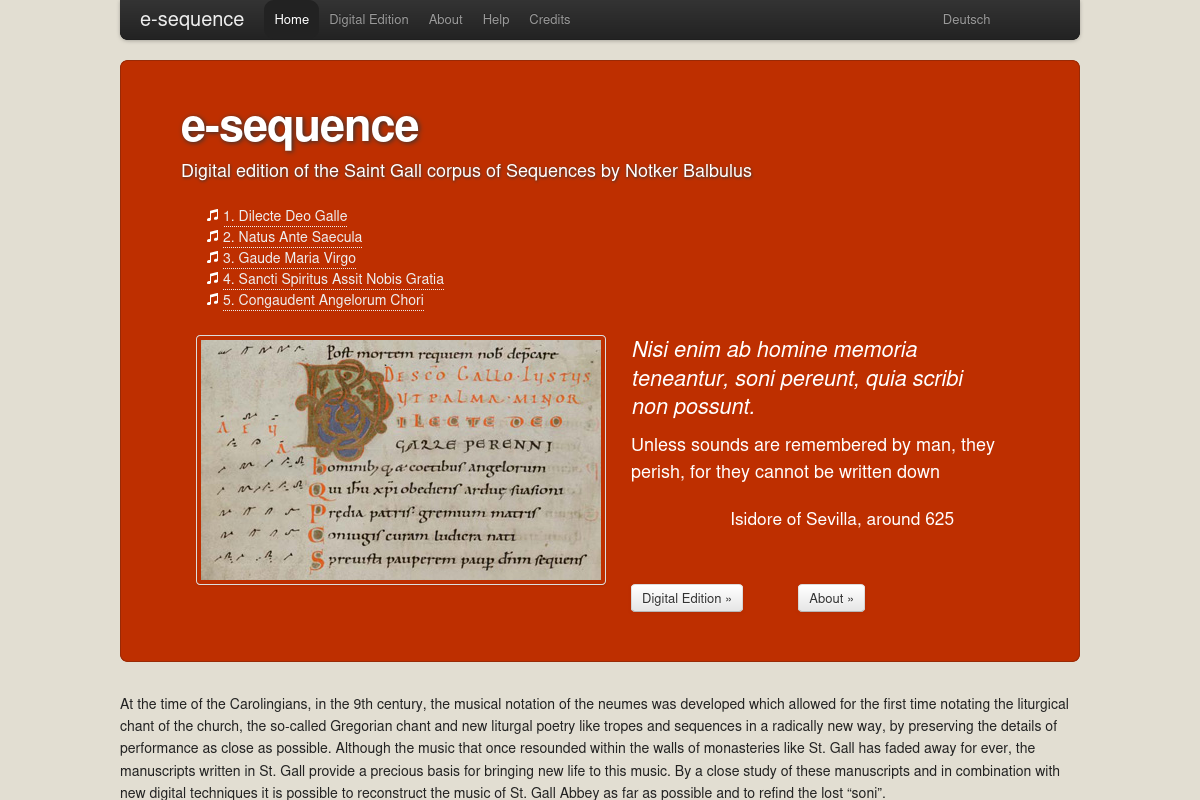 e-sequence Home Digital Edition About Help Credits Deutsch
e-sequence
Digital edition of the Saint Gall corpus of Sequences by Notker Balbulus
1. Dilecte Deo Galle
2. Natus Ante Saecula
3. Gaude Maria Virgo
4. Sancti Spiritus Assit Nobis Gratia
5. Congaudent Angelorum Chori
Poſt mortem requiem
DESCO GALLO·IUSTUS
UT PALMA·MINOR
DILECTE DEO
GALLE PERENNI
Hominib; coetibuſ angelorum
Qui obedienſ arduę ſuaſioni
Prędia patriſ gremium matriſ
Coniugiſ curam ludicra nati
Spreuiſti pauperem ſequenſ
Nisi enim ab homine memoria
teneantur, soni pereunt, quia scribi
non possunt.
Unless sounds are remembered by man, they
perish, for they cannot be written down
Isidore of Sevilla, around 625
Digital Edition » About »
At the time of the Carolingians, in the 9th century, the musical notation of the neumes was developed which allowed for the first time notating the liturgical
chant of the church, the so-called Gregorian chant and new liturgal poetry like tropes and sequences in a radically new way, by preserving the details of
performance as close as possible. Although the music that once resounded within the walls of monasteries like St. Gall has faded away for ever, the
manuscripts written in St. Gall provide a precious basis for bringing new life to this music. By a close study of these manuscripts and in combination with
new digital techniques it is possible to reconstruct the music of St. Gall Abbey as far as possible and to refind the lost “soni”.